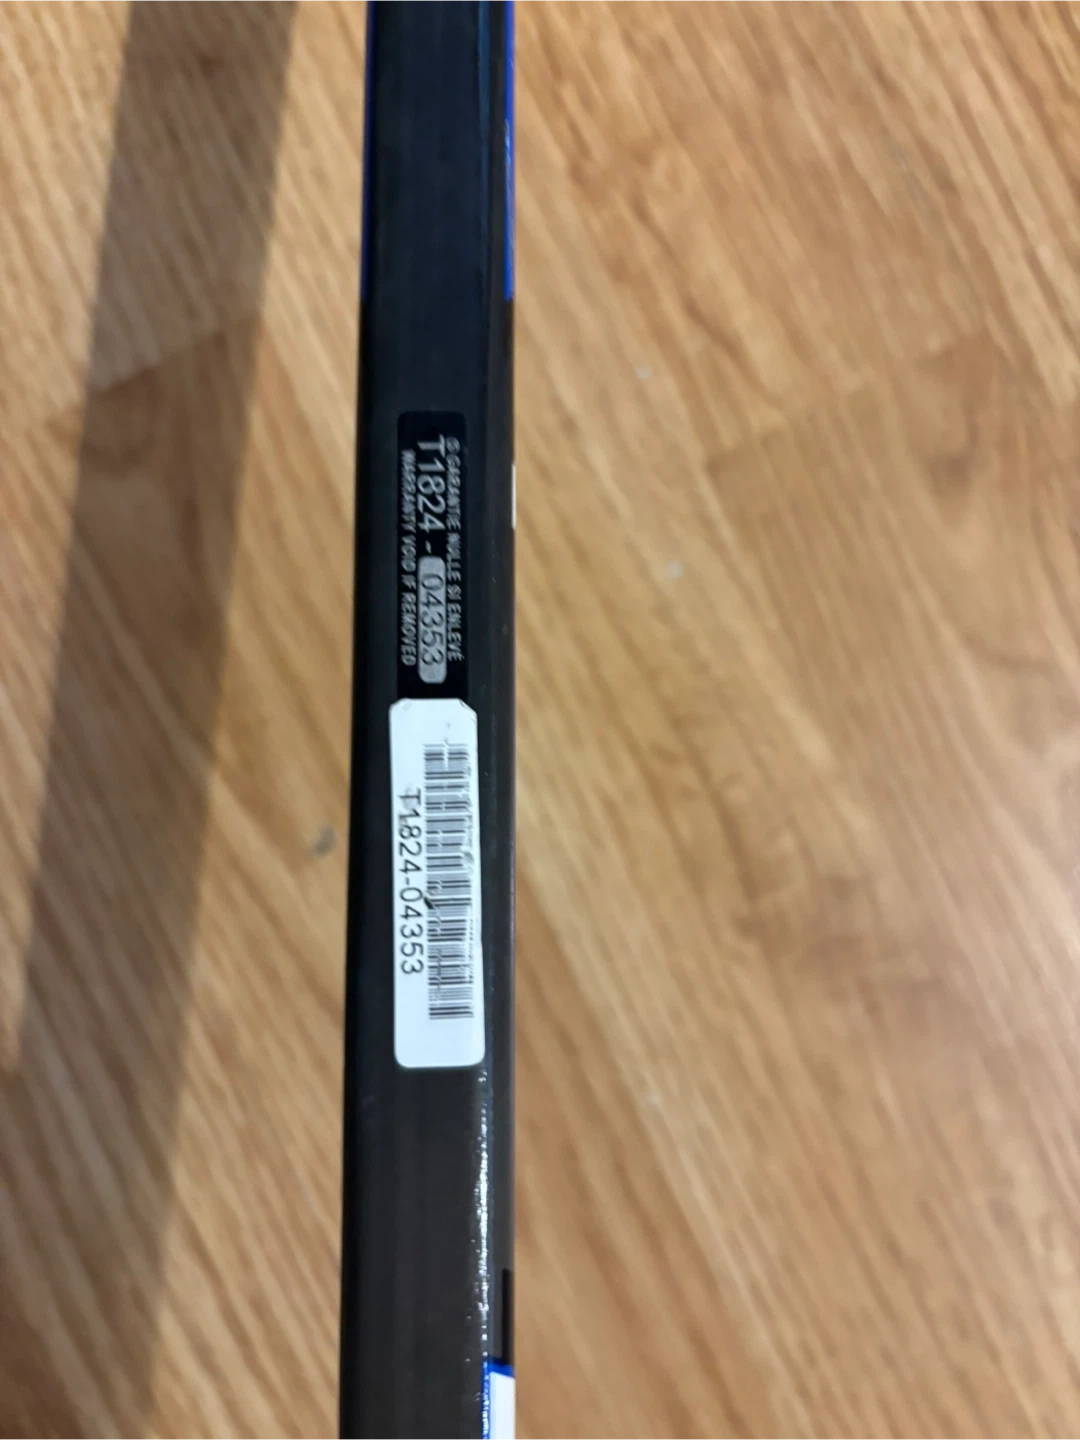 © GARANTIE NULLE SI ENLEVÉ
T1824-04353
WARRANTY VOID IF REMOVED
T1824-04353